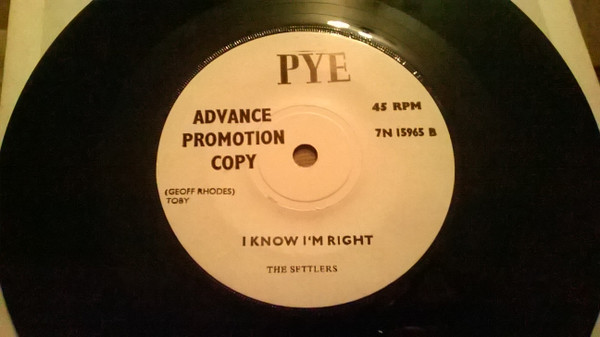 PYE
ADVANCE
PROMOTION
COPY
45 RPM
7N 15965 B
(GEOFF RHODES)
TOBY
I KNOW I'M RIGHT
THE SETTLERS